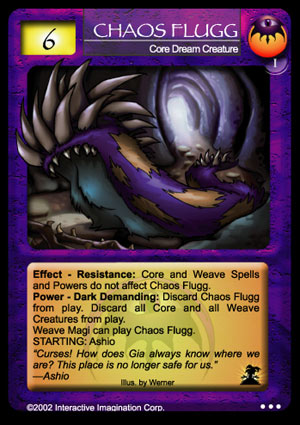 6
CHAOS FLUGG
Core Dream Creature
1
Effect - Resistance: Core and Weave Spells
and Powers do not affect Chaos Flugg.
Power - Dark Demanding: Discard Chaos Flugg
from play. Discard all Core and all Weave
Creatures from play.
Weave Magi can play Chaos Flugg.
STARTING: Ashio
"Curses! How does Gia always know where we
are? This place is no longer safe for us."
—Ashio
Illus. by Werner
©2002 Interactive Imagination Corp.